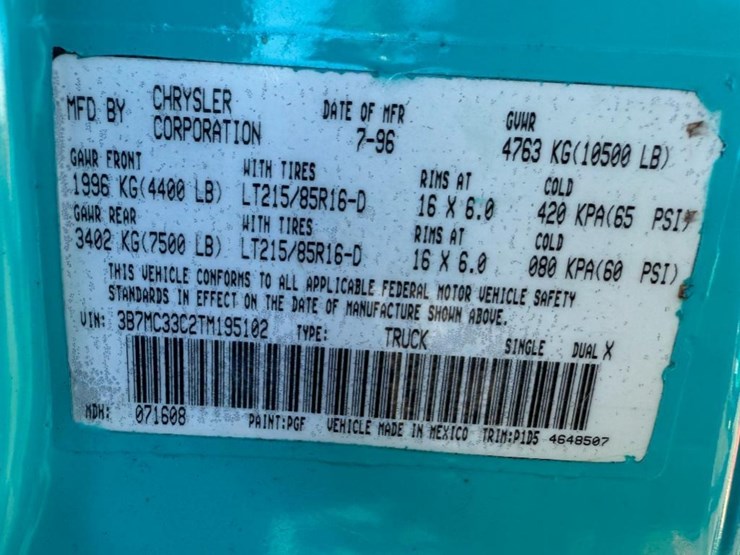 MFD BY CHRYSLER CORPORATION DATE OF MFR 7-96 GVWR 4763 KG(10500 LB)
GAWR FRONT WITH TIRES RIMS AT COLD
1996 KG(4400 LB) LT215/85R16-D 16 X 6.0 420 KPA(65 PSI)
GAWR REAR WITH TIRES RIMS AT COLD
3402 KG(7500 LB) LT215/85R16-D 16 X 6.0 080 KPA(60 PSI)
THIS VEHICLE CONFORMS TO ALL APPLICABLE FEDERAL MOTOR VEHICLE SAFETY
STANDARDS IN EFFECT ON THE DATE OF MANUFACTURE SHOWN ABOVE.
VIN: 3B7MC33C2TM195102 TYPE: TRUCK SINGLE DUAL X
MDH: 071608 PAINT:PGF VEHICLE MADE IN MEXICO TRIM:P1D5 4648507